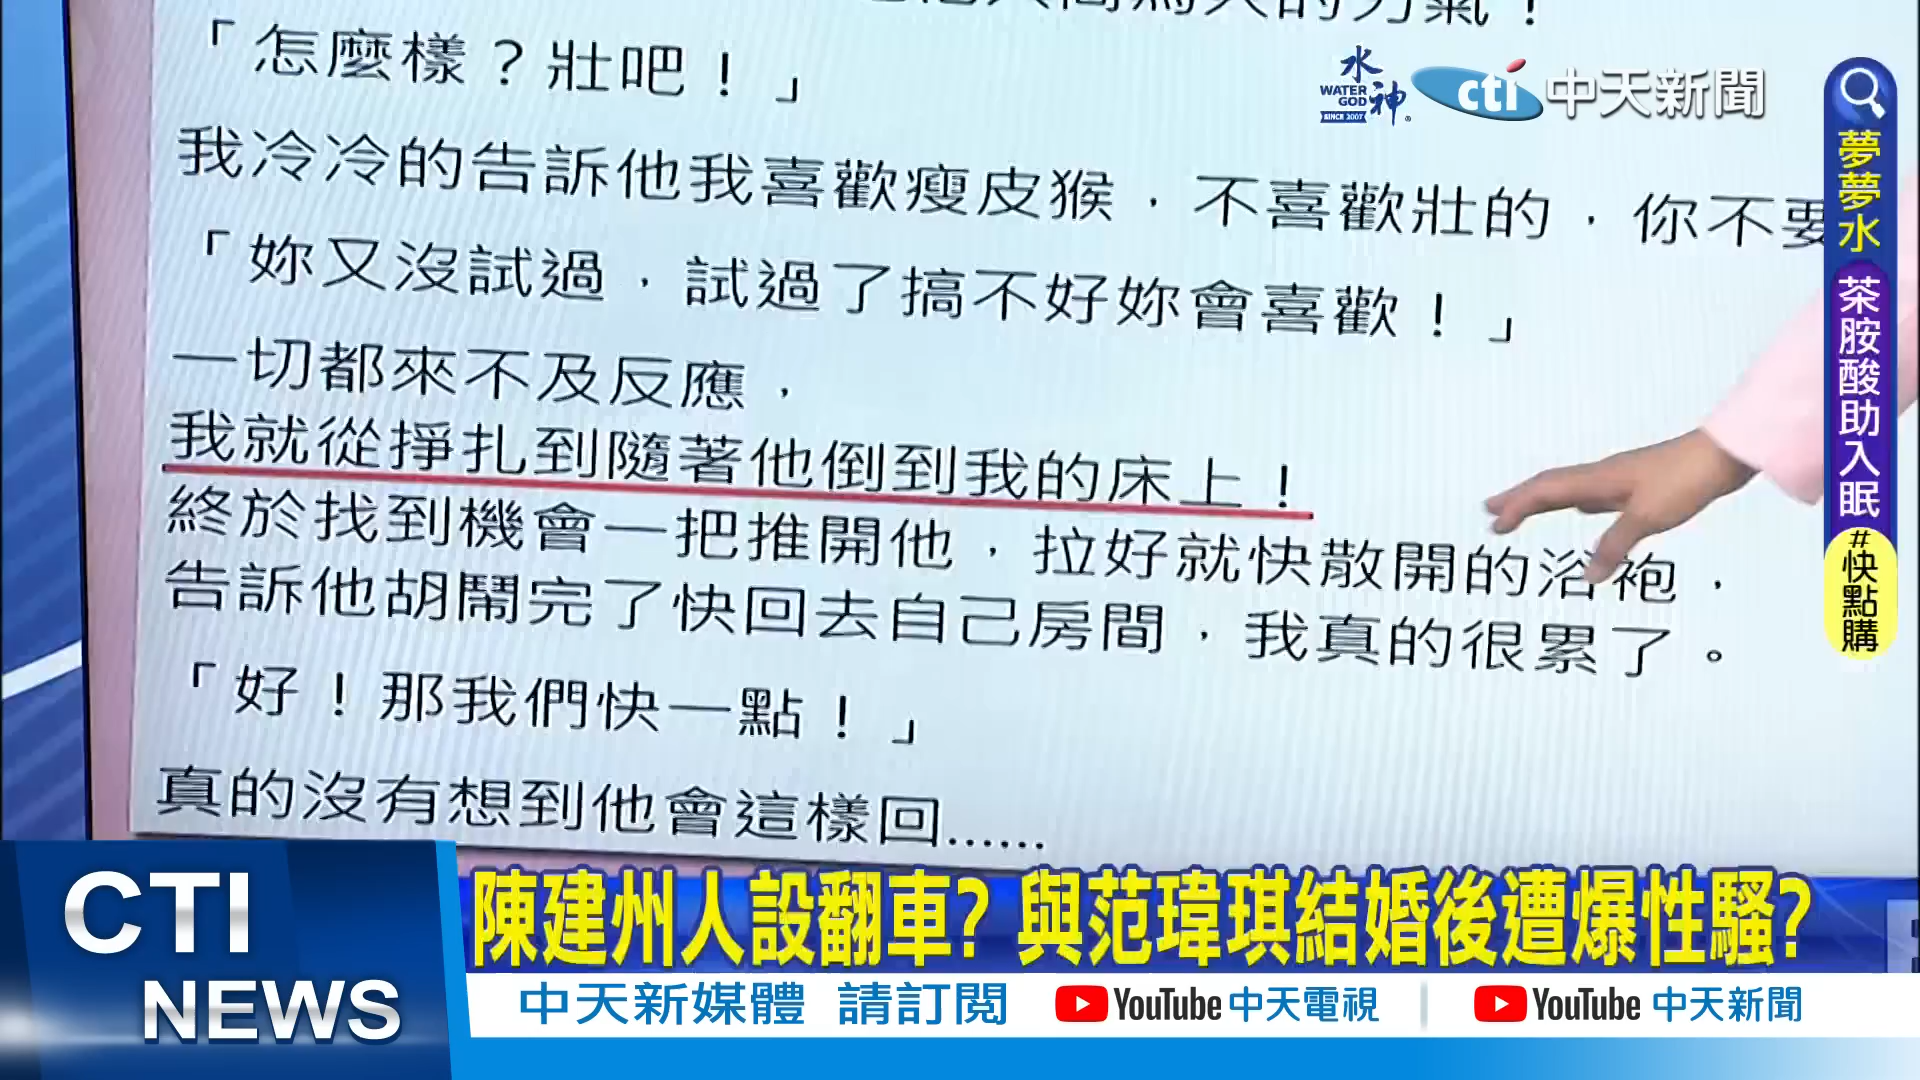 「怎麼樣？壯吧！」
我冷冷的告訴他我喜歡瘦皮猴，不喜歡壯的，你不要
「妳又沒試過，試過了搞不好妳會喜歡！」
一切都來不及反應，
我就從掙扎到隨著他倒到我的床上！
終於找到機會一把推開他，拉好就快散開的浴袍，
告訴他胡鬧完了快回去自己房間，我真的很累了。
「好！那我們快一點！」
真的沒有想到他會這樣回......
水神
WATER GOD
SINCE 2007
cti 中天新聞
夢夢水
茶胺酸助入眠
#快點購
CTI NEWS
陳建州人設翻車? 與范瑋琪結婚後遭爆性騷?
中天新媒體 請訂閱 YouTube 中天電視 | YouTube 中天新聞